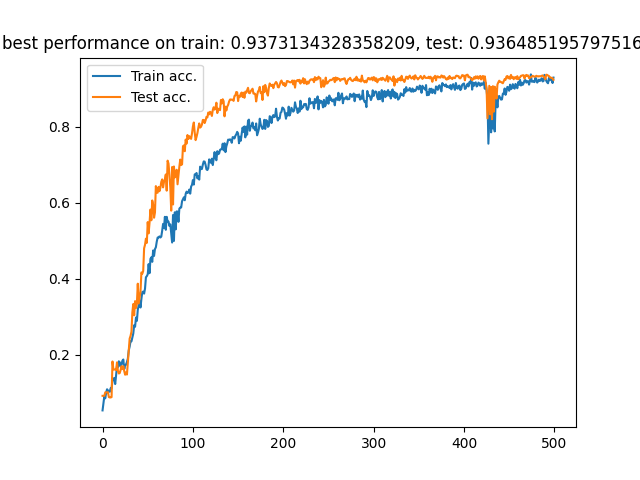 best performance on train: 0.9373134328358209, test: 0.936485195797516
Train acc.
Test acc.
0.8
0.6
0.4
0.2
0 100 200 300 400 500